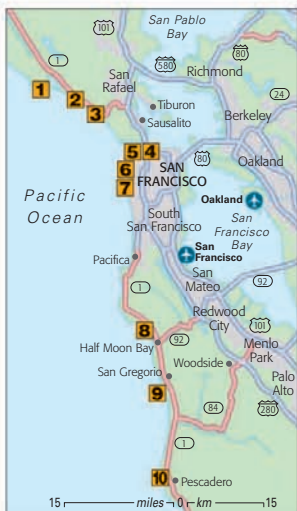 San Pablo
Bay
101
1
San
Rafael
580
Richmond
80
1
2
3
Tiburon
Sausalito
24
Berkeley
5
4
6
7
SAN
FRANCISCO
80
Oakland
Pacific
Ocean
Oakland
South
San Francisco
San
Francisco
Bay
San
Francisco
Pacifica
San
Mateo
92
1
Redwood
City
101
8
92
Half Moon Bay
Menlo
Park
Woodside
San Gregorio
Palo
Alto
9
84
280
1
10
Pescadero
15 miles 0 km 15